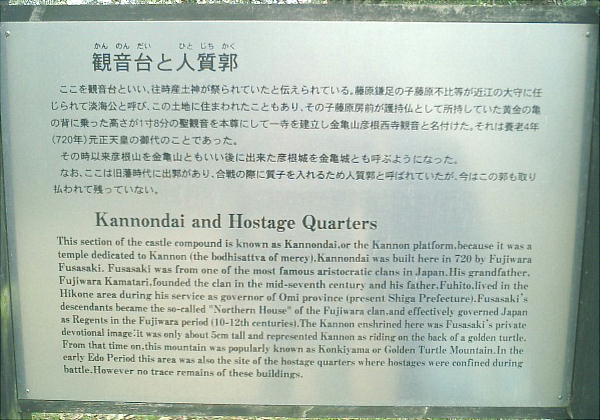 かんのんだい ひとじちかく
観音台と人質郭
ここを観音台といい、往時産土神が祭られていたと伝えられている。藤原鎌足の子藤原不比等が近江の大守に任
じられて淡海公と呼び、この土地に住まわれたこともあり、その子藤原房前が護持仏として所持していた黄金の亀
の背に乗った高さが1寸8分の聖観音を本尊にして一寺を建立し金亀山彦根西寺観音と名付けた。それは養老4年
(720年)元正天皇の御代のことであった。
その時以来彦根山を金亀山ともいい後に出来た彦根城を金亀城とも呼ぶようになった。
なお、ここは旧藩時代に出郭があり、合戦の際に質子を入れるため人質郭と呼ばれていたが、今はこの郭も取り
払われて残っていない。
Kannondai and Hostage Quarters
This section of the castle compound is known as Kannondai,or the Kannon platform,because it was a
temple dedicated to Kannon (the bodhisattva of mercy).Kannondai was built here in 720 by Fujiwara
Fusasaki. Fusasaki was from one of the most famous aristocratic clans in Japan.His grandfather,
Fujiwara Kamatari,founded the clan in the mid-seventh century and his father,Fuhito,lived in the
Hikone area during his service as governor of Omi province (present Shiga Prefecture).Fusasaki's
descendants became the so-called "Northern House" of the Fujiwara clan,and effectively governed Japan
as Regents in the Fujiwara period (10-12th centuries).The Kannon enshrined here was Fusasaki's private
devotional image:It was only about 5cm tall and represented Kannon as riding on the back of a golden turtle.
From that time on,this mountain was popularly known as Konkiyama or Golden Turtle Mountain.In the
early Edo Period this area was also the site of the hostage quarters where hostages were confined during
battle.However no trace remains of these buildings.